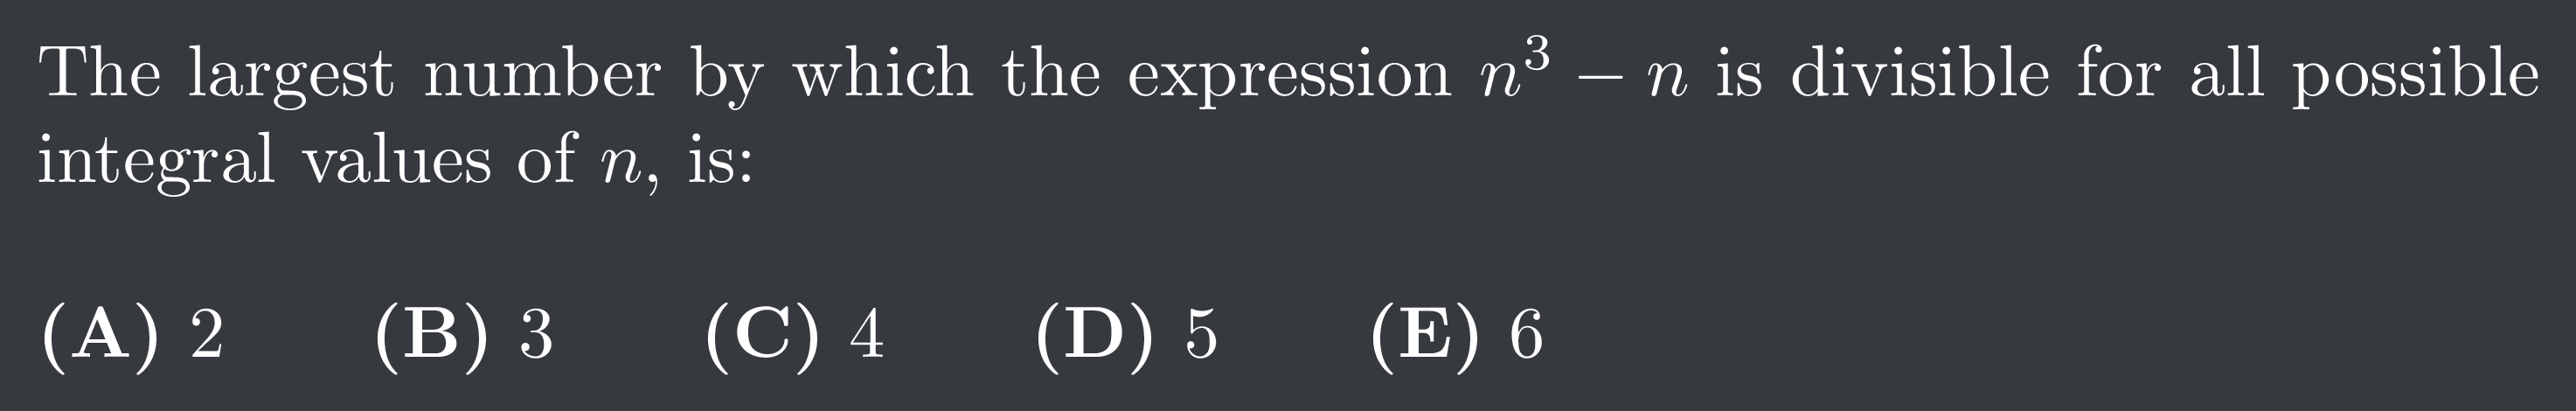 The largest number by which the expression n³ − n is divisible for all possible
integral values of n, is:
(A) 2 (B) 3 (C) 4 (D) 5 (E) 6